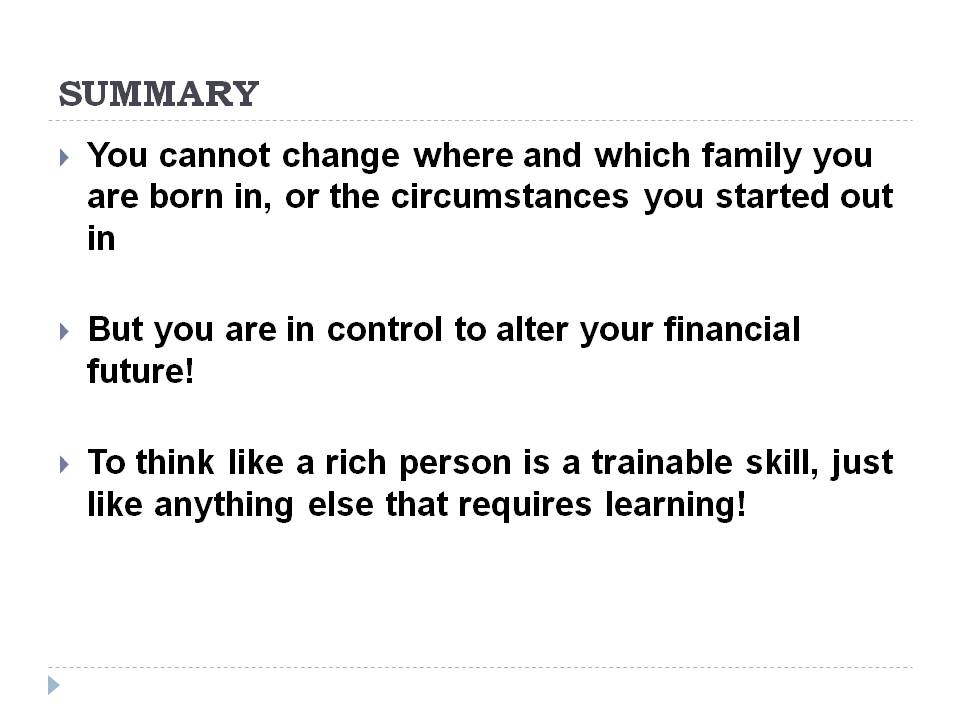 SUMMARY
You cannot change where and which family you
are born in, or the circumstances you started out
in
But you are in control to alter your financial
future!
To think like a rich person is a trainable skill, just
like anything else that requires learning!